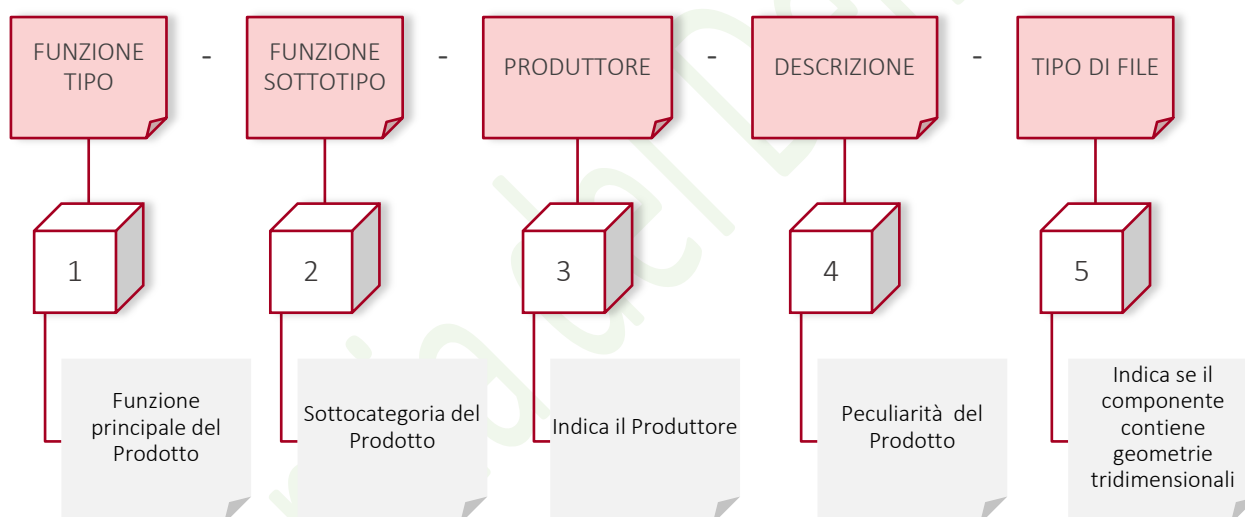 FUNZIONE
TIPO
-
FUNZIONE
SOTTOTIPO
-
PRODUTTORE
-
DESCRIZIONE
-
TIPO DI FILE
1
2
3
4
5
Funzione
principale del
Prodotto
Sottocategoria del
Prodotto
Indica il Produttore
Peculiarità del
Prodotto
Indica se il
componente
contiene
geometrie
tridimensionali